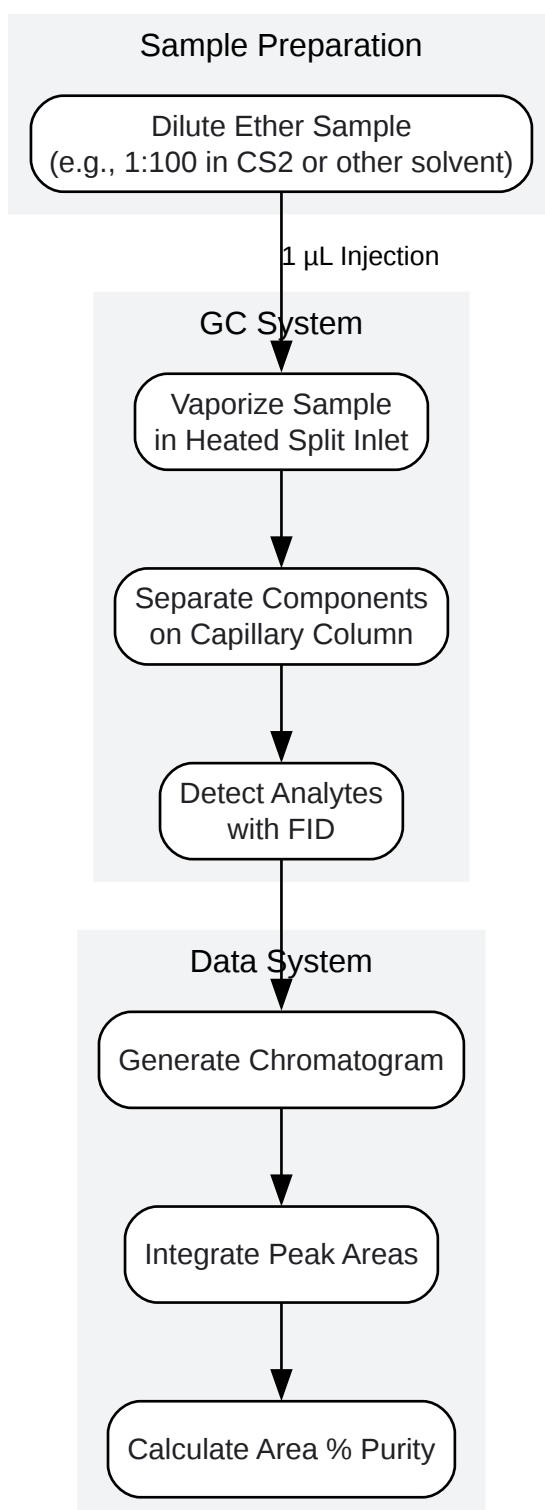 Sample Preparation
Dilute Ether Sample
(e.g., 1:100 in CS2 or other solvent)
1 µL Injection
GC System
Vaporize Sample
in Heated Split Inlet
Separate Components
on Capillary Column
Detect Analytes
with FID
Data System
Generate Chromatogram
Integrate Peak Areas
Calculate Area % Purity